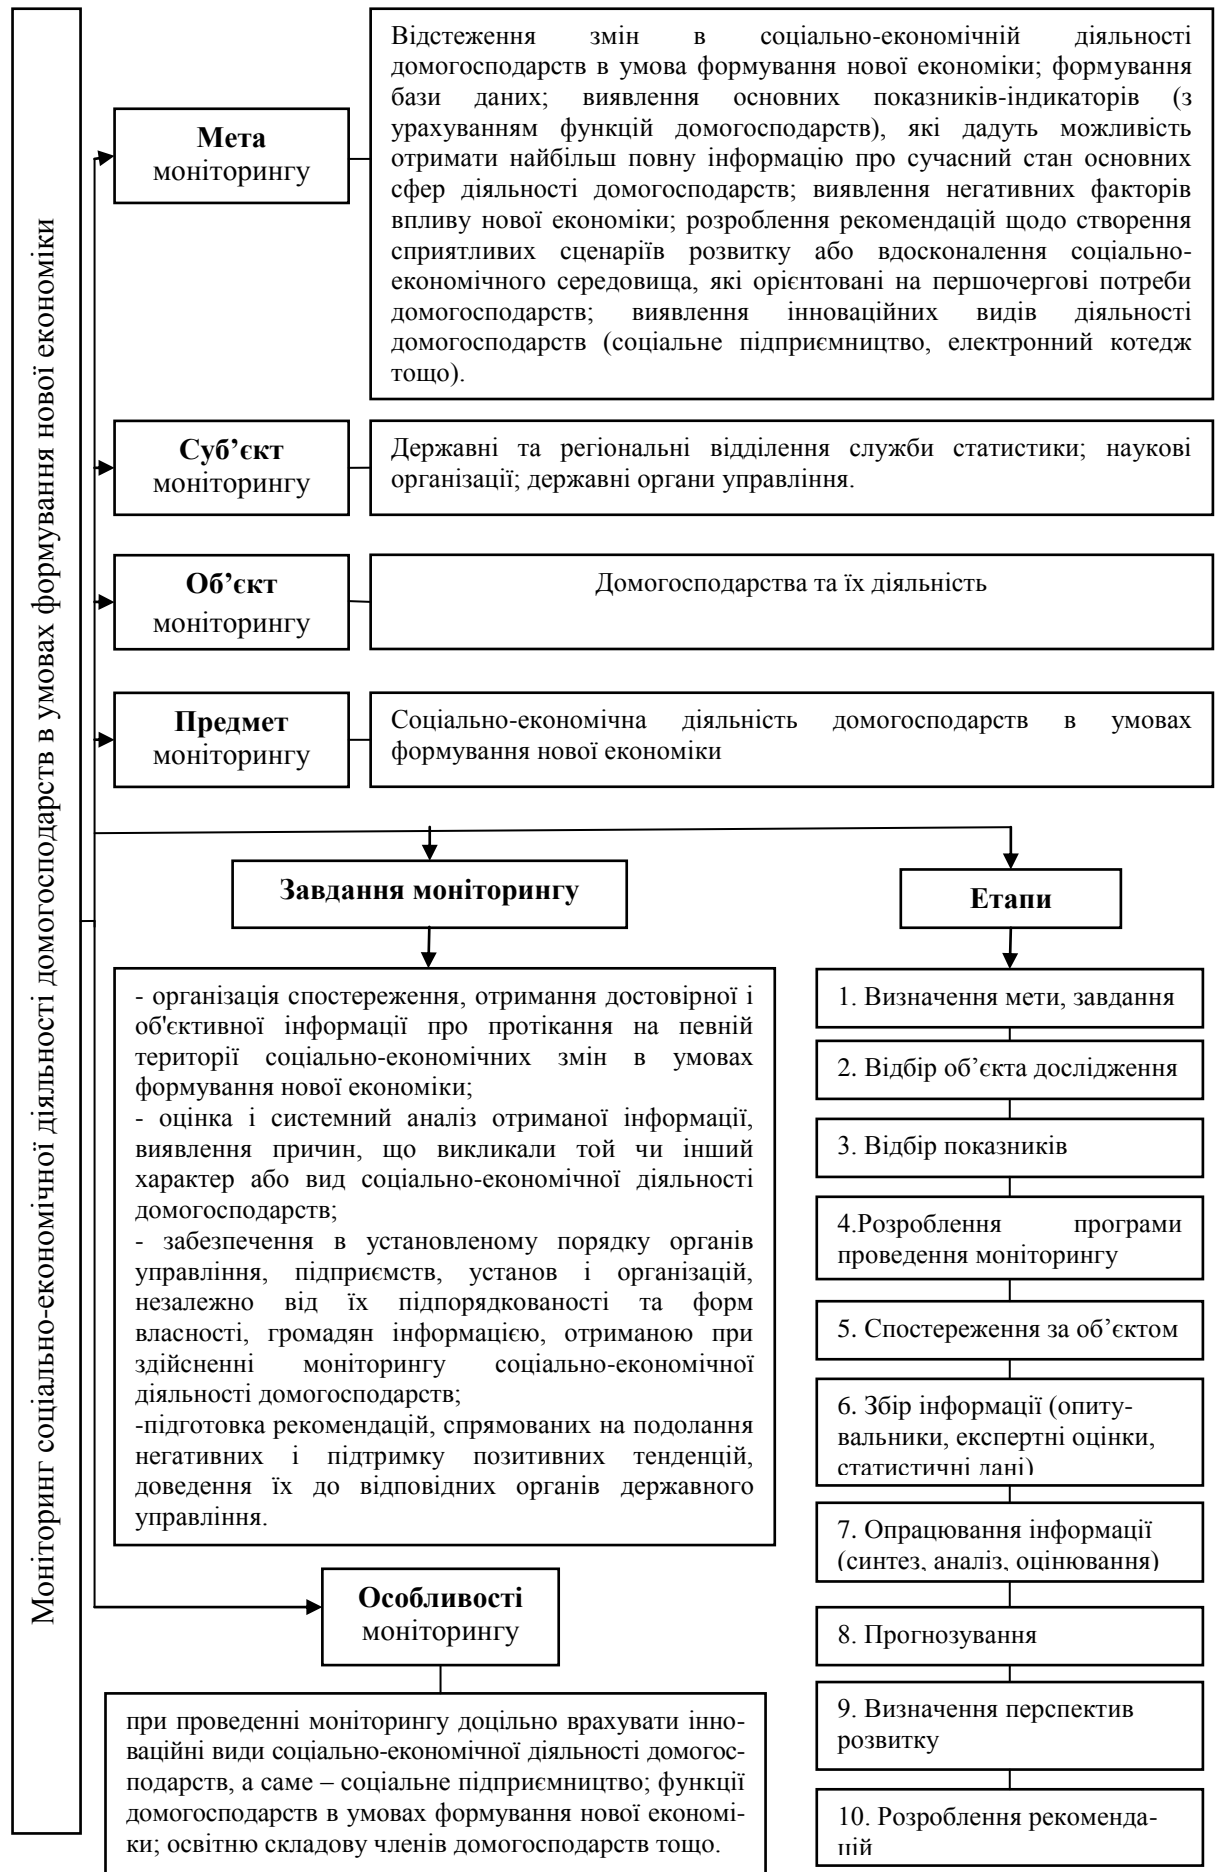 Моніторинг соціально-економічної діяльності домогосподарств в умовах формування нової економіки
Мета
моніторингу
Відстеження змін в соціально-економічній діяльності
домогосподарств в умова формування нової економіки; формування
бази даних; виявлення основних показників-індикаторів (з
урахуванням функцій домогосподарств), які дадуть можливість
отримати найбільш повну інформацію про сучасний стан основних
сфер діяльності домогосподарств; виявлення негативних факторів
впливу нової економіки; розроблення рекомендацій щодо створення
сприятливих сценаріїв розвитку або вдосконалення соціально-
економічного середовища, які орієнтовані на першочергові потреби
домогосподарств; виявлення інноваційних видів діяльності
домогосподарств (соціальне підприємництво, електронний котедж
тощо).
Суб’єкт
моніторингу
Державні та регіональні відділення служби статистики; наукові
організації; державні органи управління.
Об’єкт
моніторингу
Домогосподарства та їх діяльність
Предмет
моніторингу
Соціально-економічна діяльність домогосподарств в умовах
формування нової економіки
Завдання моніторингу
- організація спостереження, отримання достовірної і
об'єктивної інформації про протікання на певній
території соціально-економічних змін в умовах
формування нової економіки;
- оцінка і системний аналіз отриманої інформації,
виявлення причин, що викликали той чи інший
характер або вид соціально-економічної діяльності
домогосподарств;
- забезпечення в установленому порядку органів
управління, підприємств, установ і організацій,
незалежно від їх підпорядкованості та форм
власності, громадян інформацією, отриманою при
здійсненні моніторингу соціально-економічної
діяльності домогосподарств;
-підготовка рекомендацій, спрямованих на подолання
негативних і підтримку позитивних тенденцій,
доведення їх до відповідних органів державного
управління.
Особливості
моніторингу
при проведенні моніторингу доцільно врахувати інно-
ваційні види соціально-економічної діяльності домогос-
подарств, а саме – соціальне підприємництво; функції
домогосподарств в умовах формування нової економі-
ки; освітню складову членів домогосподарств тощо.
Етапи
1. Визначення мети, завдання
2. Відбір об’єкта дослідження
3. Відбір показників
4.Розроблення програми
проведення моніторингу
5. Спостереження за об’єктом
6. Збір інформації (опиту-
вальники, експертні оцінки,
статистичні дані)
7. Опрацювання інформації
(синтез, аналіз, оцінювання)
8. Прогнозування
9. Визначення перспектив
розвитку
10. Розроблення рекоменда-
цій